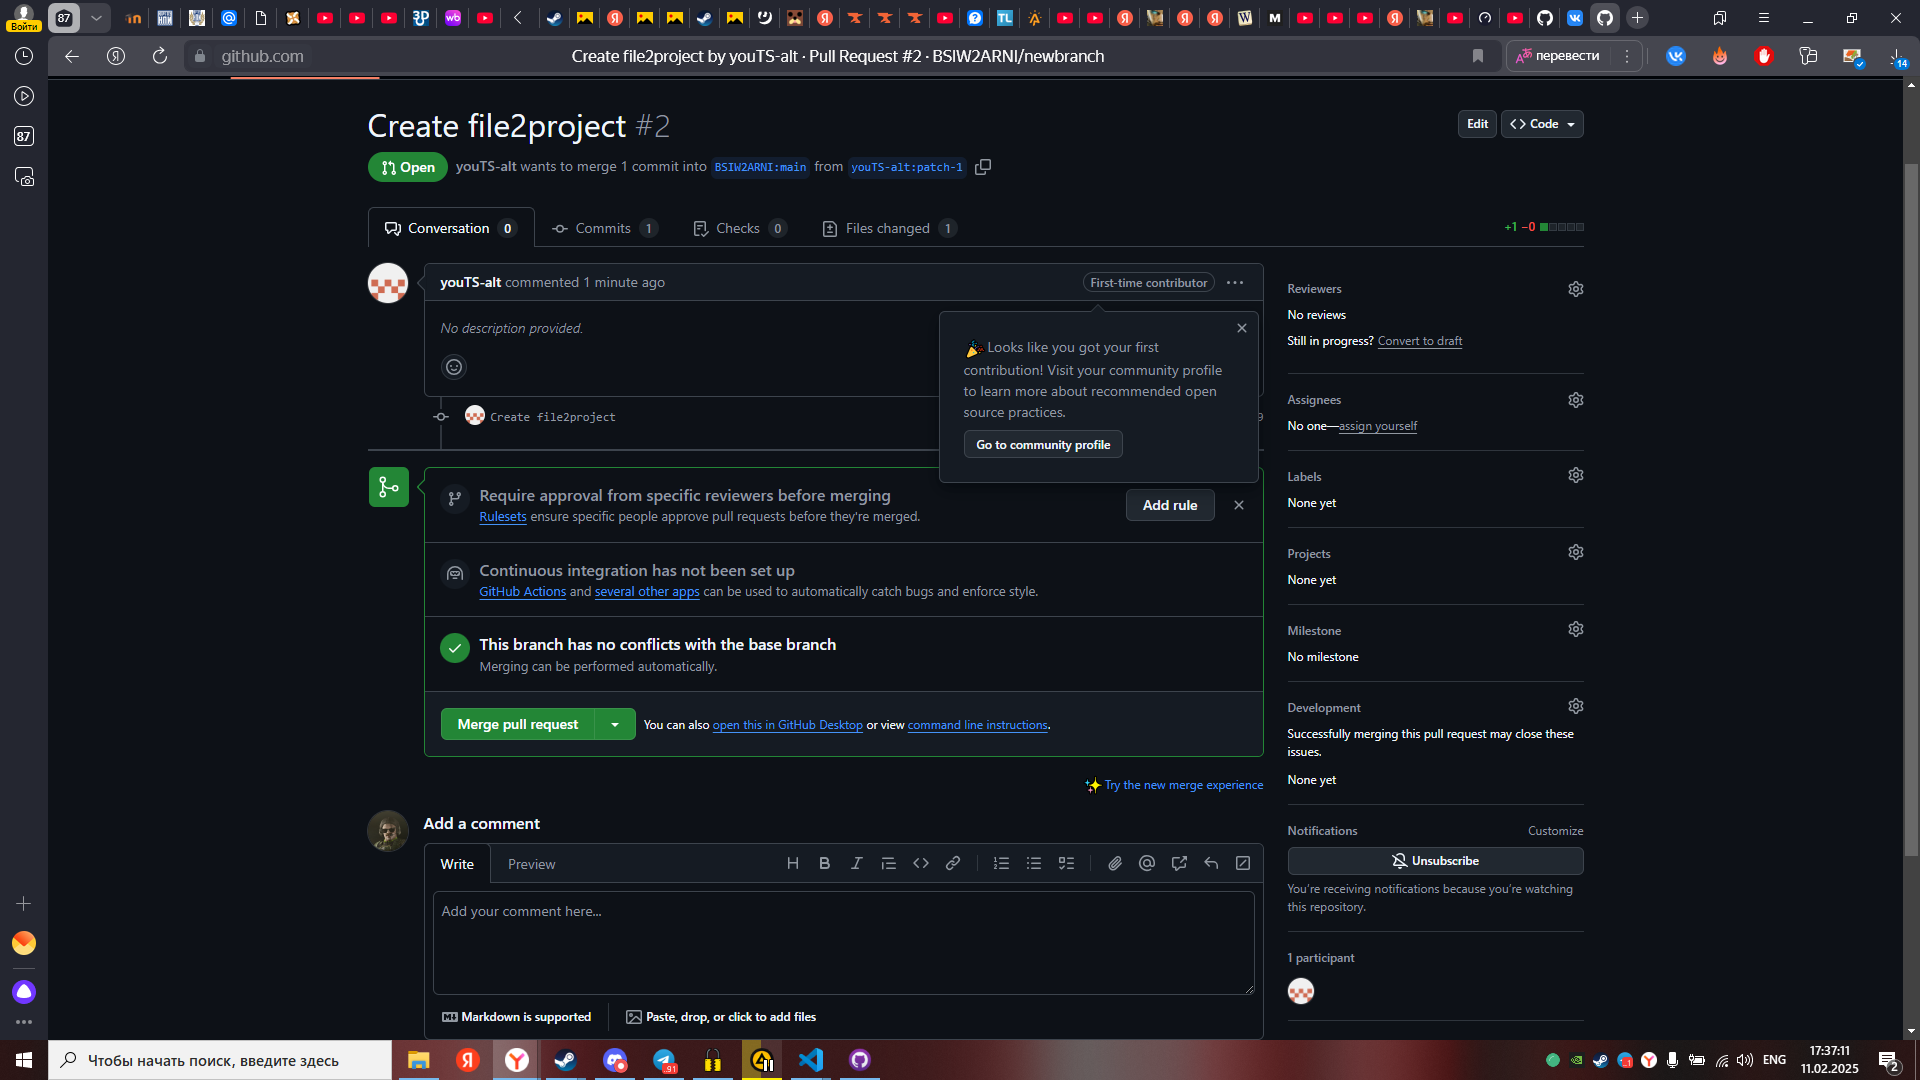 Войти
87
github.com
Create file2project by youTS-alt · Pull Request #2 · BSIW2ARNI/newbranch
перевести
14
87
Create file2project #2
Edit
Code
Open
youTS-alt wants to merge 1 commit into BSIW2ARNI:main from youTS-alt:patch-1
Conversation 0
Commits 1
Checks 0
Files changed 1
+1 −0
youTS-alt commented 1 minute ago
First-time contributor
No description provided.
Looks like you got your first
contribution! Visit your community profile
to learn more about recommended open
source practices.
Go to community profile
Create file2project
Require approval from specific reviewers before merging
Rulesets ensure specific people approve pull requests before they're merged.
Add rule
Continuous integration has not been set up
GitHub Actions and several other apps can be used to automatically catch bugs and enforce style.
This branch has no conflicts with the base branch
Merging can be performed automatically.
Merge pull request
You can also open this in GitHub Desktop or view command line instructions.
Try the new merge experience
Add a comment
Write
Preview
Add your comment here...
Markdown is supported
Paste, drop, or click to add files
Reviewers
No reviews
Still in progress? Convert to draft
Assignees
No one—assign yourself
Labels
None yet
Projects
None yet
Milestone
No milestone
Development
Successfully merging this pull request may close these
issues.
None yet
Notifications
Customize
Unsubscribe
You're receiving notifications because you're watching
this repository.
1 participant
Чтобы начать поиск, введите здесь
91
ENG
17:37:11
11.02.2025
2